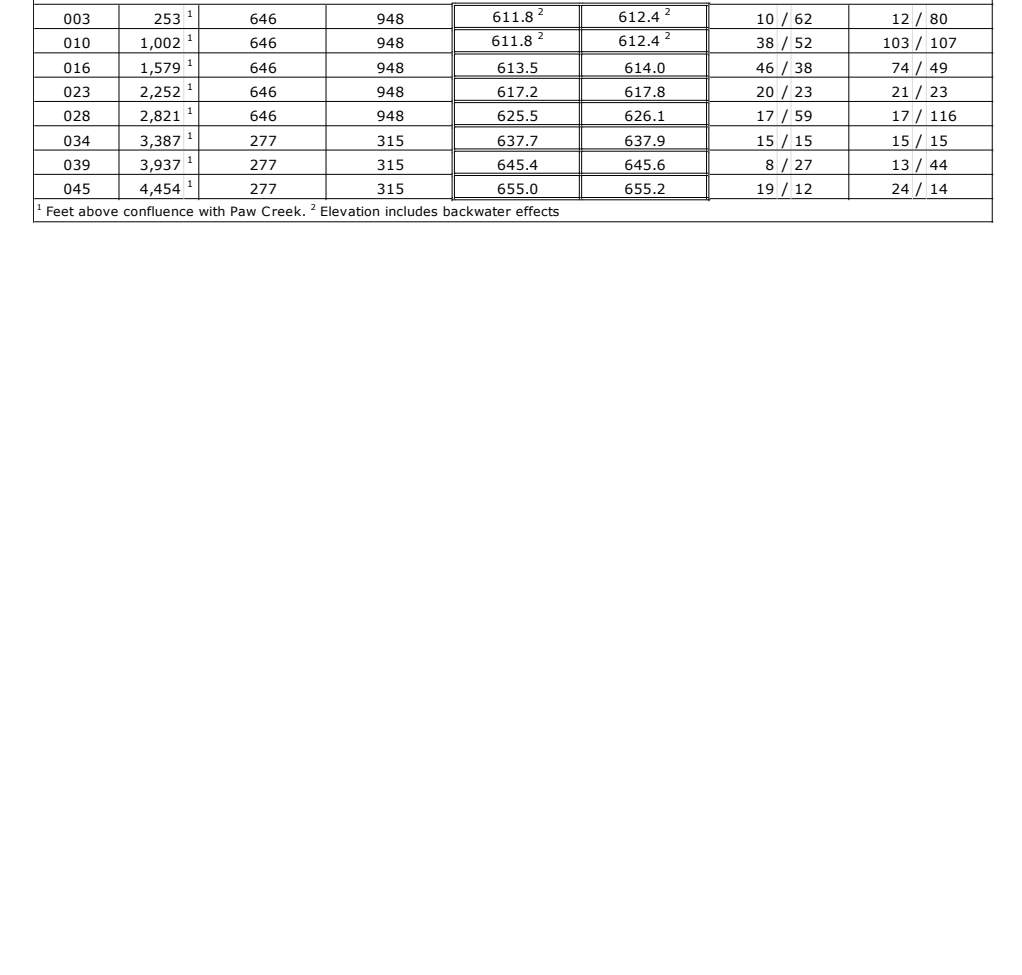 003 253 ¹ 646 948 611.8 ² 612.4 ² 10 / 62 12 / 80
010 1,002 ¹ 646 948 611.8 ² 612.4 ² 38 / 52 103 / 107
016 1,579 ¹ 646 948 613.5 614.0 46 / 38 74 / 49
023 2,252 ¹ 646 948 617.2 617.8 20 / 23 21 / 23
028 2,821 ¹ 646 948 625.5 626.1 17 / 59 17 / 116
034 3,387 ¹ 277 315 637.7 637.9 15 / 15 15 / 15
039 3,937 ¹ 277 315 645.4 645.6 8 / 27 13 / 44
045 4,454 ¹ 277 315 655.0 655.2 19 / 12 24 / 14
¹ Feet above confluence with Paw Creek. ² Elevation includes backwater effects